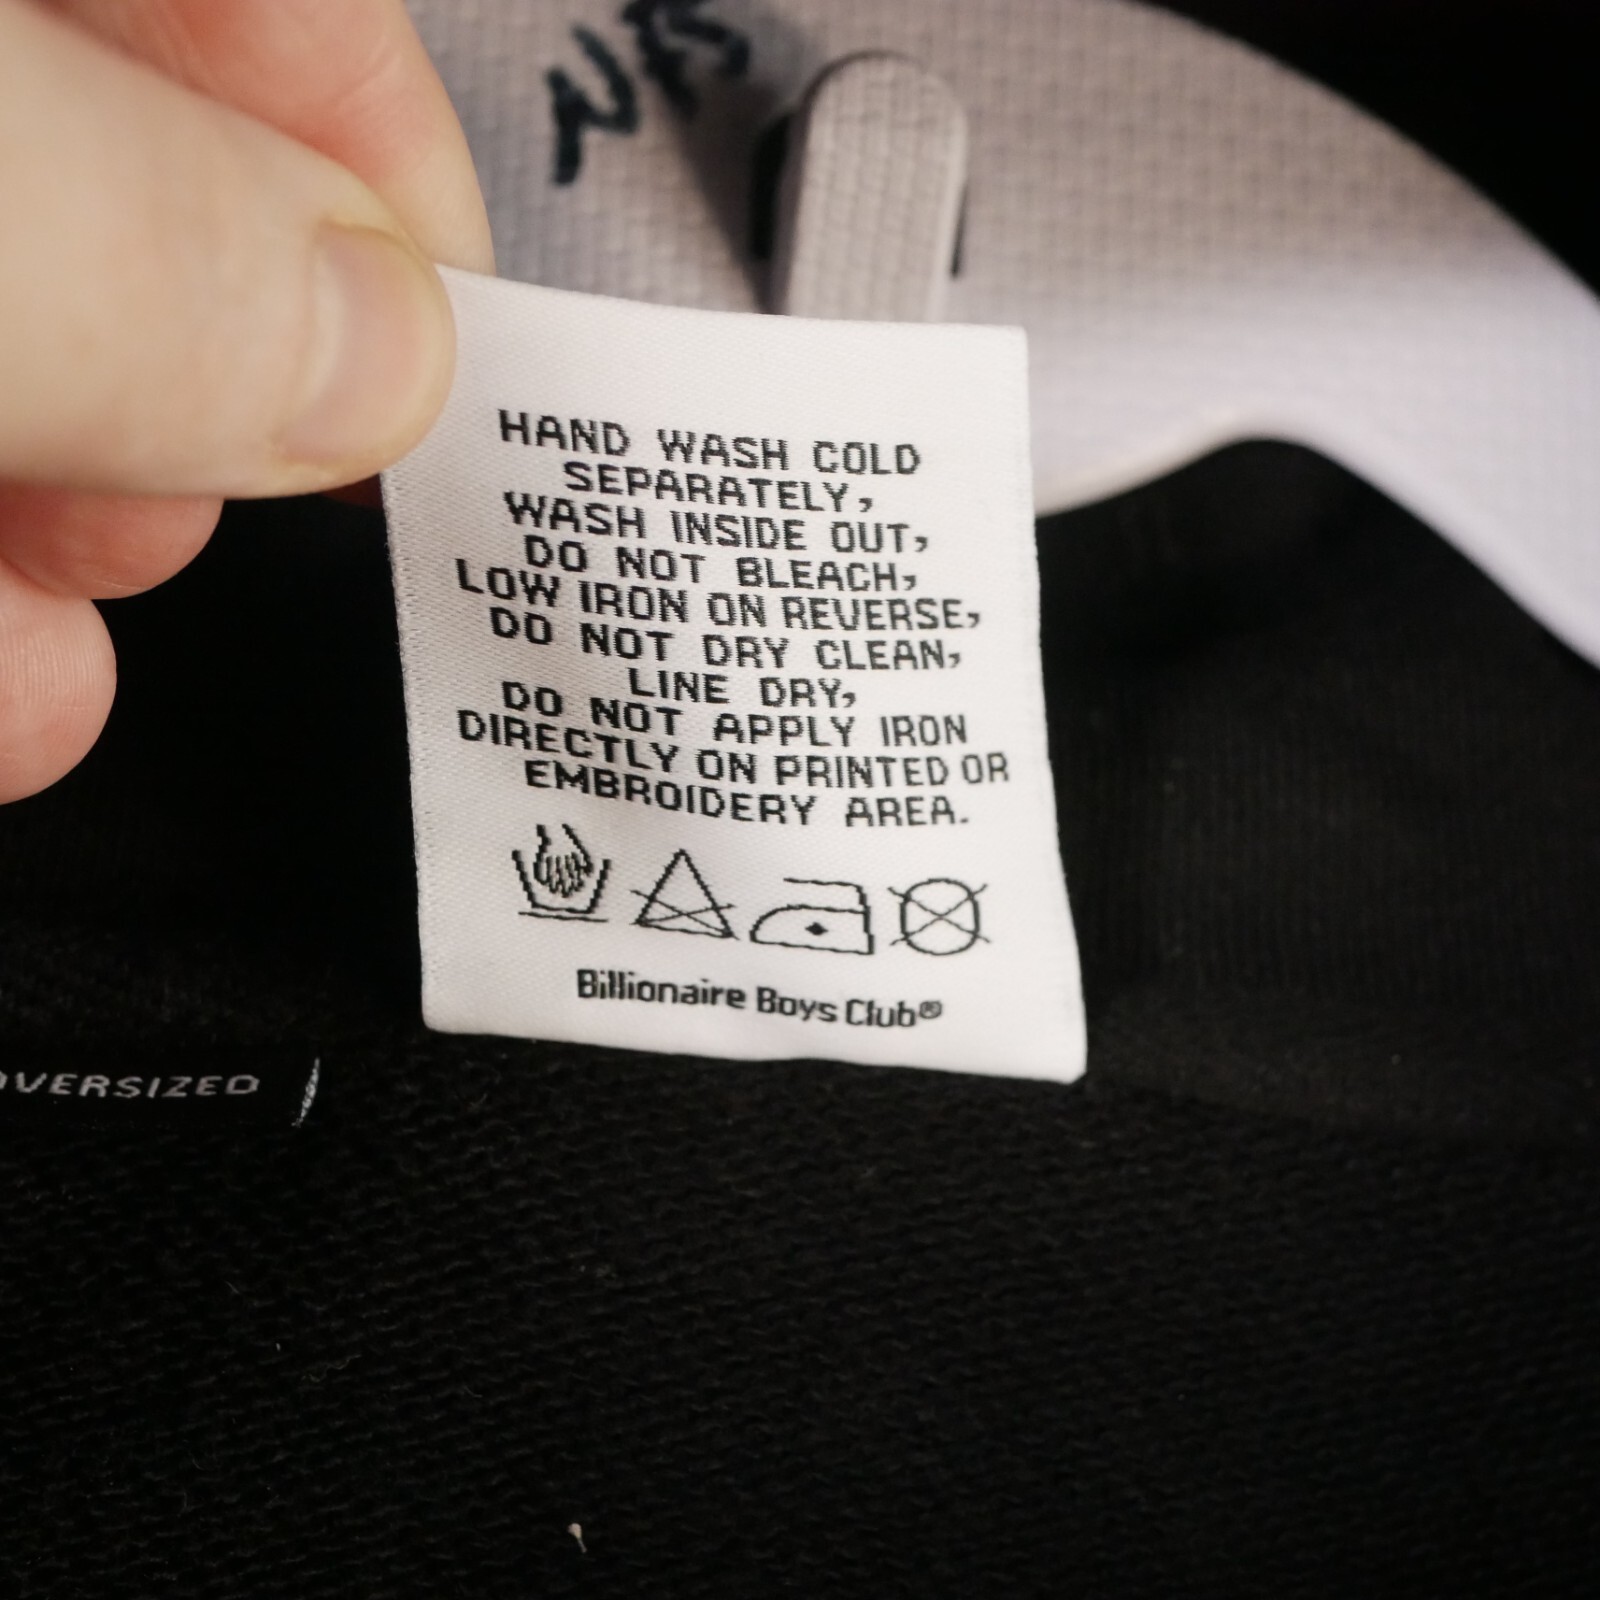 HAND WASH COLD
SEPARATELY,
WASH INSIDE OUT,
DO NOT BLEACH,
LOW IRON ON REVERSE,
DO NOT DRY CLEAN,
LINE DRY,
DO NOT APPLY IRON
DIRECTLY ON PRINTED OR
EMBROIDERY AREA.
Billionaire Boys Club®
OVERSIZED